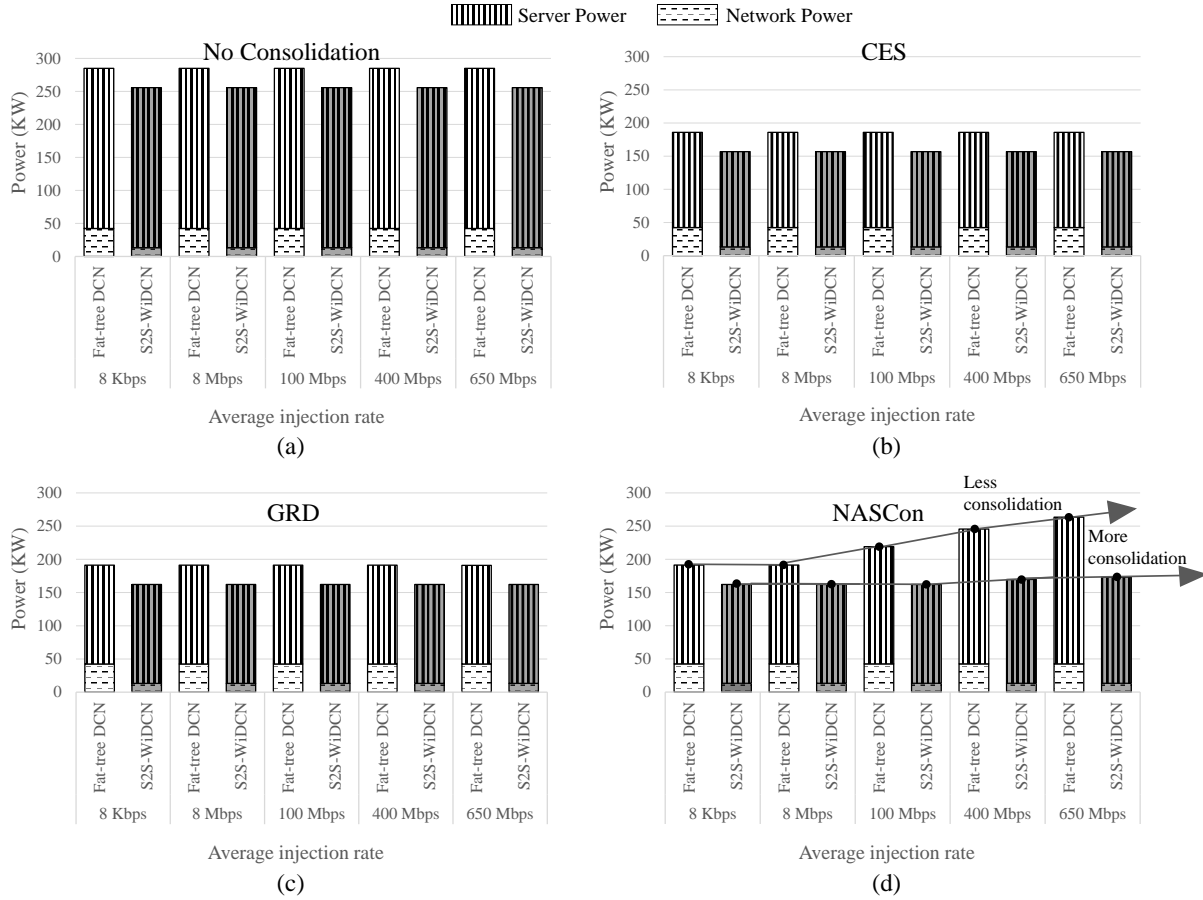 Server Power Network Power
No Consolidation
Power (KW)
300
250
200
150
100
50
0
Fat-tree DCN S2S-WiDCN Fat-tree DCN S2S-WiDCN Fat-tree DCN S2S-WiDCN Fat-tree DCN S2S-WiDCN Fat-tree DCN S2S-WiDCN
8 Kbps 8 Mbps 100 Mbps 400 Mbps 650 Mbps
Average injection rate
(a)
CES
Power (KW)
300
250
200
150
100
50
0
Fat-tree DCN S2S-WiDCN Fat-tree DCN S2S-WiDCN Fat-tree DCN S2S-WiDCN Fat-tree DCN S2S-WiDCN Fat-tree DCN S2S-WiDCN
8 Kbps 8 Mbps 100 Mbps 400 Mbps 650 Mbps
Average injection rate
(b)
GRD
Power (KW)
300
250
200
150
100
50
0
Fat-tree DCN S2S-WiDCN Fat-tree DCN S2S-WiDCN Fat-tree DCN S2S-WiDCN Fat-tree DCN S2S-WiDCN Fat-tree DCN S2S-WiDCN
8 Kbps 8 Mbps 100 Mbps 400 Mbps 650 Mbps
Average injection rate
(c)
NASCon
Less
consolidation
More
consolidation
Power (KW)
300
250
200
150
100
50
0
Fat-tree DCN S2S-WiDCN Fat-tree DCN S2S-WiDCN Fat-tree DCN S2S-WiDCN Fat-tree DCN S2S-WiDCN Fat-tree DCN S2S-WiDCN
8 Kbps 8 Mbps 100 Mbps 400 Mbps 650 Mbps
Average injection rate
(d)